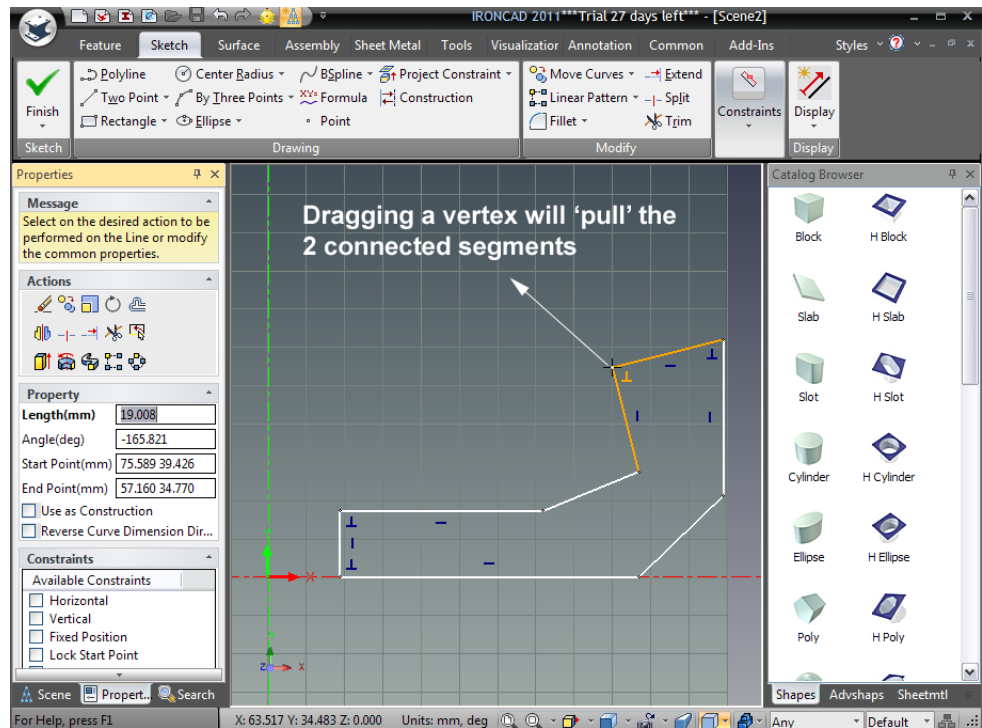 IRONCAD 2011***Trial 27 days left*** - [Scene2]
Feature Sketch Surface Assembly Sheet Metal Tools Visualization Annotation Common Add-Ins Styles
Polyline Center Radius BSpline Project Constraint Move Curves Extend
Two Point By Three Points Formula Construction Linear Pattern Split
Rectangle Ellipse Point Fillet Trim
Finish Constraints Display
Sketch Drawing Modify Display
Properties
Message
Select on the desired action to be
performed on the Line or modify
the common properties.
Actions
Property
Length(mm) 19.008
Angle(deg) -165.821
Start Point(mm) 75.589 39.426
End Point(mm) 57.160 34.770
Use as Construction
Reverse Curve Dimension Dir...
Constraints
Available Constraints
Horizontal
Vertical
Fixed Position
Lock Start Point
Scene Propert... Search
Dragging a vertex will ‘pull’ the
2 connected segments
X
Z X
Catalog Browser
Block H Block
Slab H Slab
Slot H Slot
Cylinder H Cylinder
Ellipse H Ellipse
Poly H Poly
Shapes Advshaps Sheetmtl
For Help, press F1 X: 63.517 Y: 34.483 Z: 0.000 Units: mm, deg Any Default